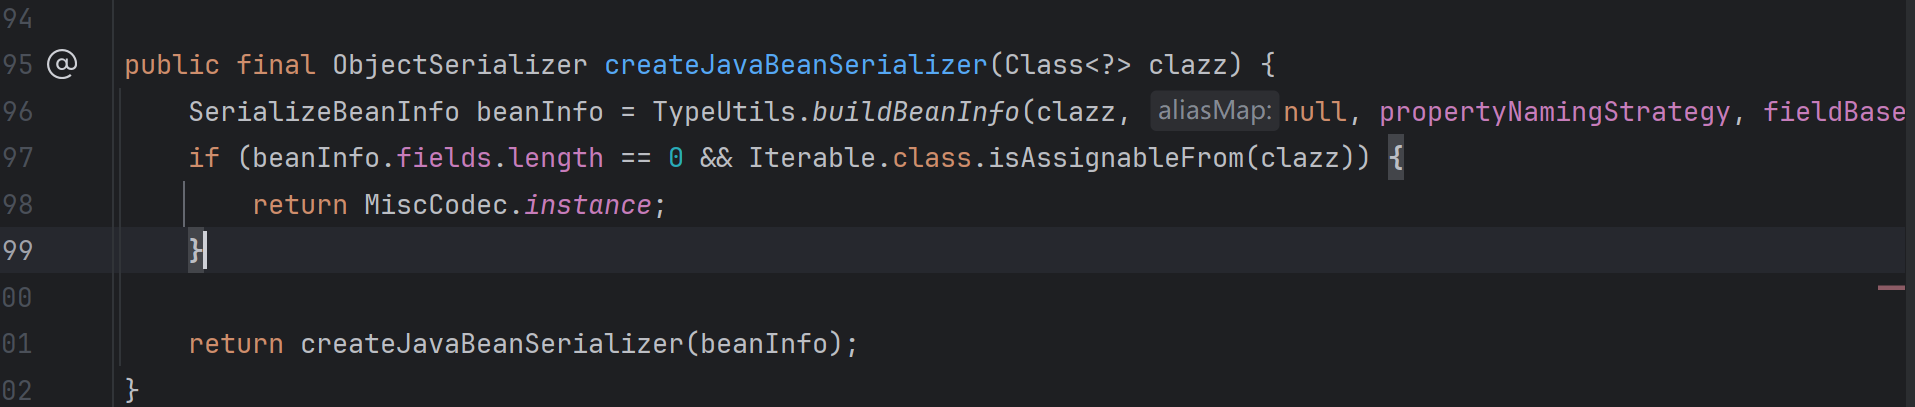 94
95 @ public final ObjectSerializer createJavaBeanSerializer(Class<?> clazz) {
96 SerializeBeanInfo beanInfo = TypeUtils.buildBeanInfo(clazz, aliasMap: null, propertyNamingStrategy, fieldBase
97 if (beanInfo.fields.length == 0 && Iterable.class.isAssignableFrom(clazz)) {
98 return MiscCodec.instance;
99 }
00
01 return createJavaBeanSerializer(beanInfo);
02 }